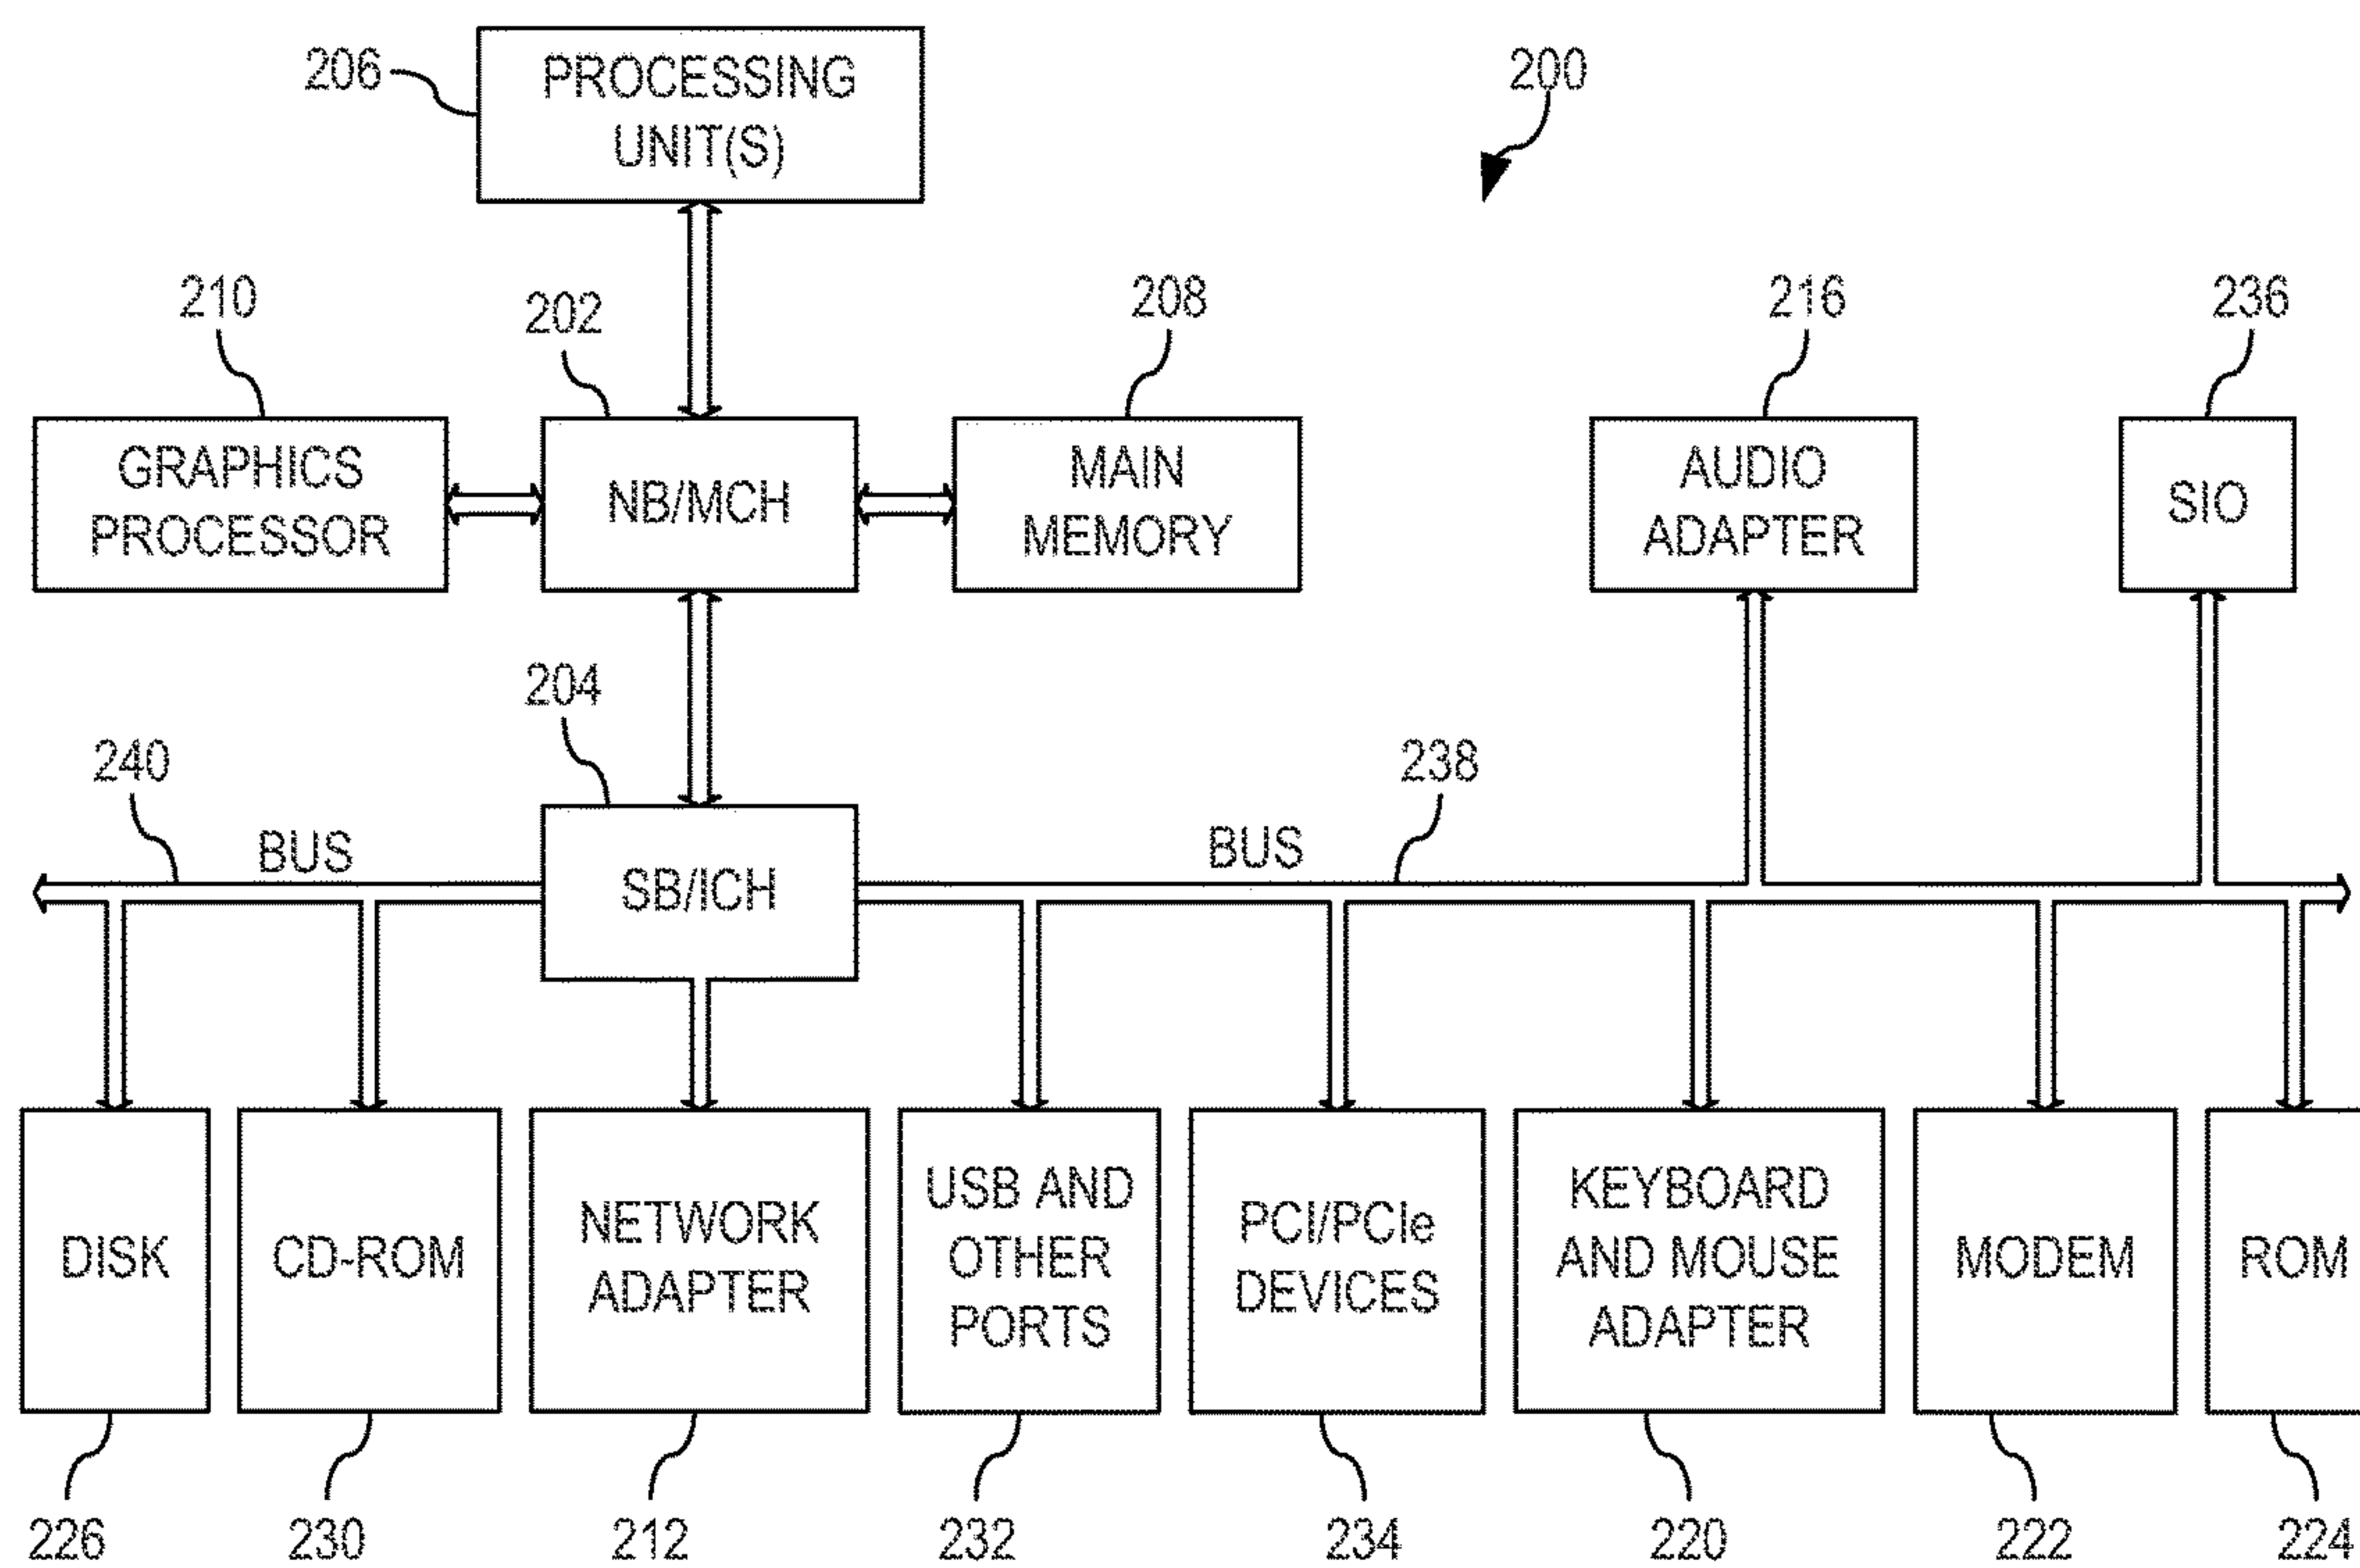 206
PROCESSING
UNIT(S)
200
210
202
208
216
236
GRAPHICS
PROCESSOR
NB/MCH
MAIN
MEMORY
AUDIO
ADAPTER
SIO
204
240
238
BUS
BUS
SB/ICH
DISK
CD-ROM
NETWORK
ADAPTER
USB AND
OTHER
PORTS
PCI/PCIe
DEVICES
KEYBOARD
AND MOUSE
ADAPTER
MODEM
ROM
226
230
212
232
234
220
222
224